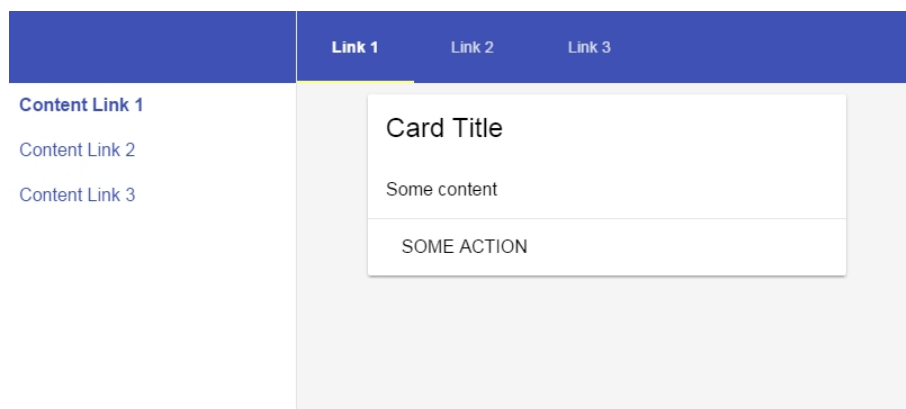 Link 1 Link 2 Link 3
Content Link 1
Content Link 2
Content Link 3
Card Title
Some content
SOME ACTION